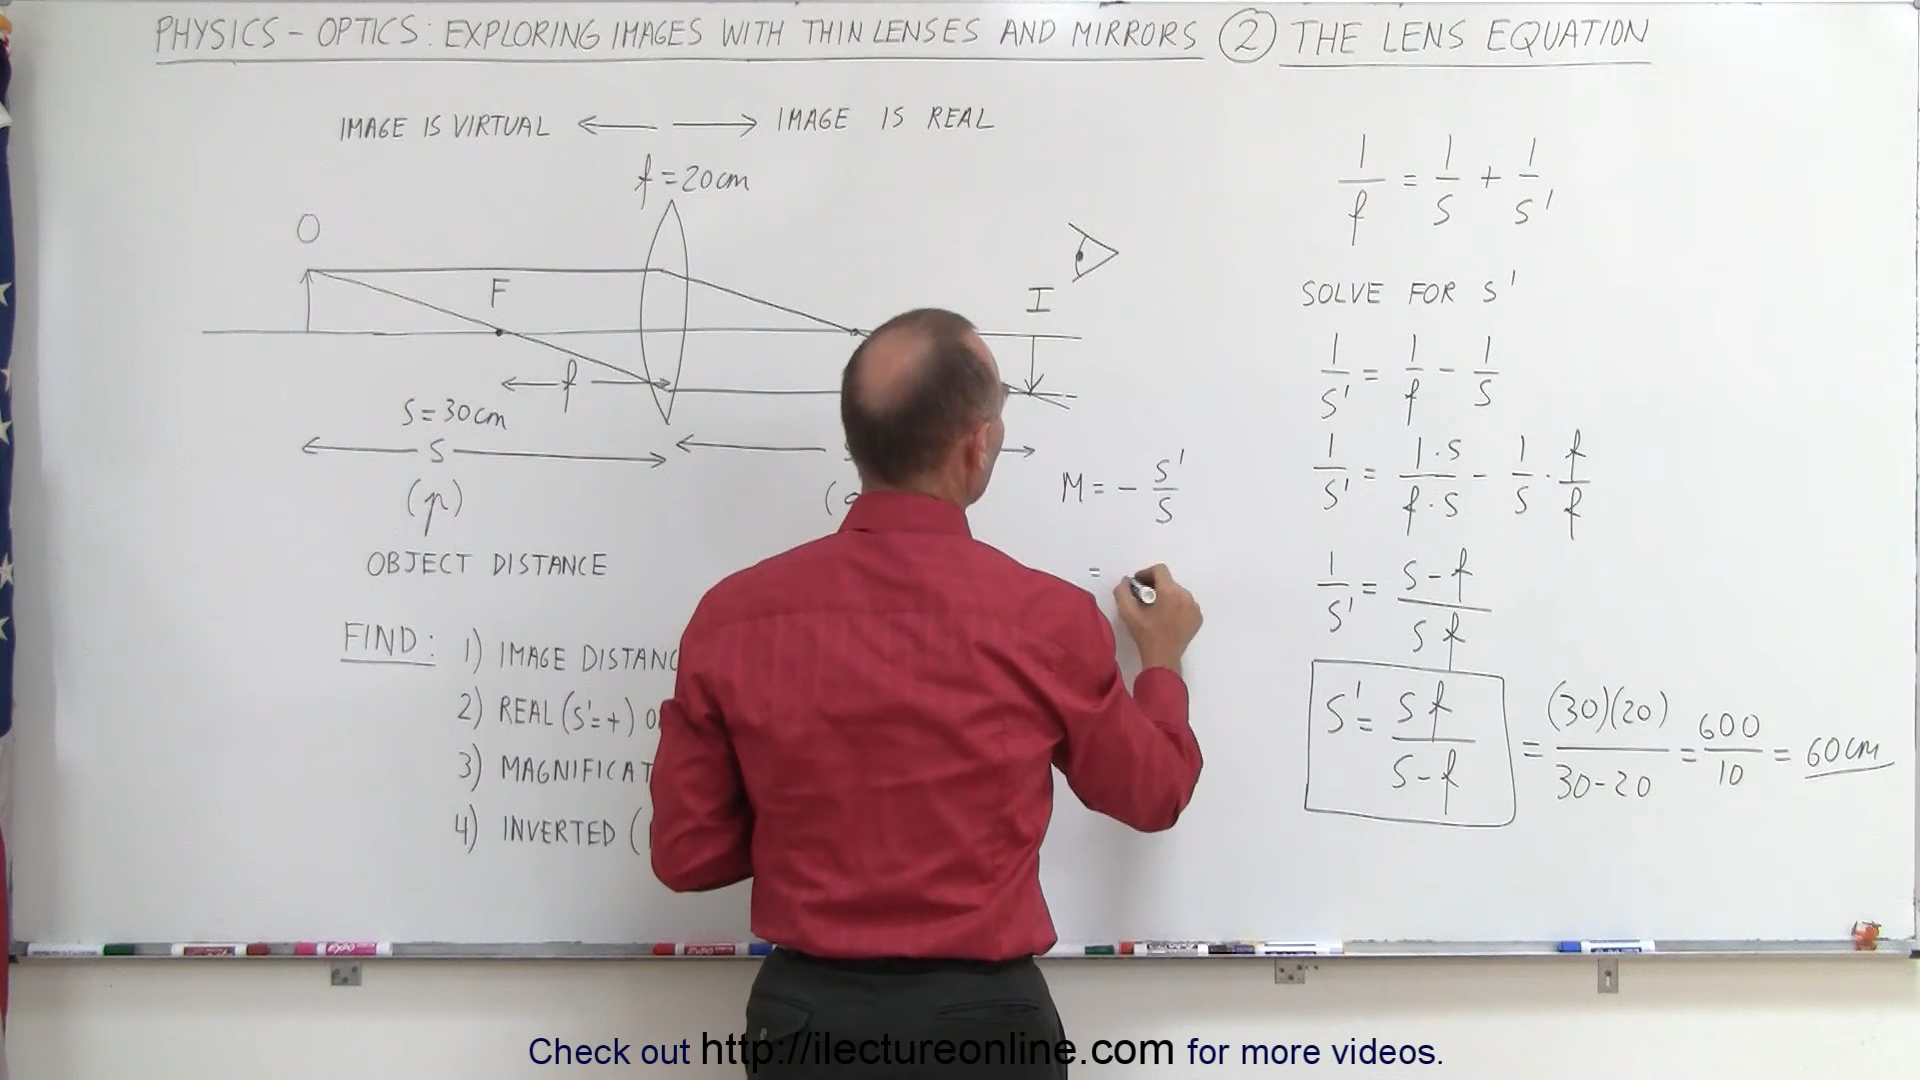 PHYSICS - OPTICS: EXPLORING IMAGES WITH THIN LENSES AND MIRRORS ② THE LENS EQUATION
IMAGE IS VIRTUAL ← → IMAGE IS REAL
f = 20cm
O
F
I
f
S = 30cm
S
(p)
OBJECT DISTANCE
FIND: 1) IMAGE
2) REAL (S'=+)
3)
4) INVERTED (
M = - S'/S
=
1/f = 1/S + 1/S'
SOLVE FOR S'
1/S' = 1/f - 1/S
1/S' = 1·S/f·S - 1/S · f/f
1/S' = S-f/S f
S' = S f/S-f = (30)(20)/30-20 = 600/10 = 60cm
EXPO
Check out http://ilectureonline.com for more videos.